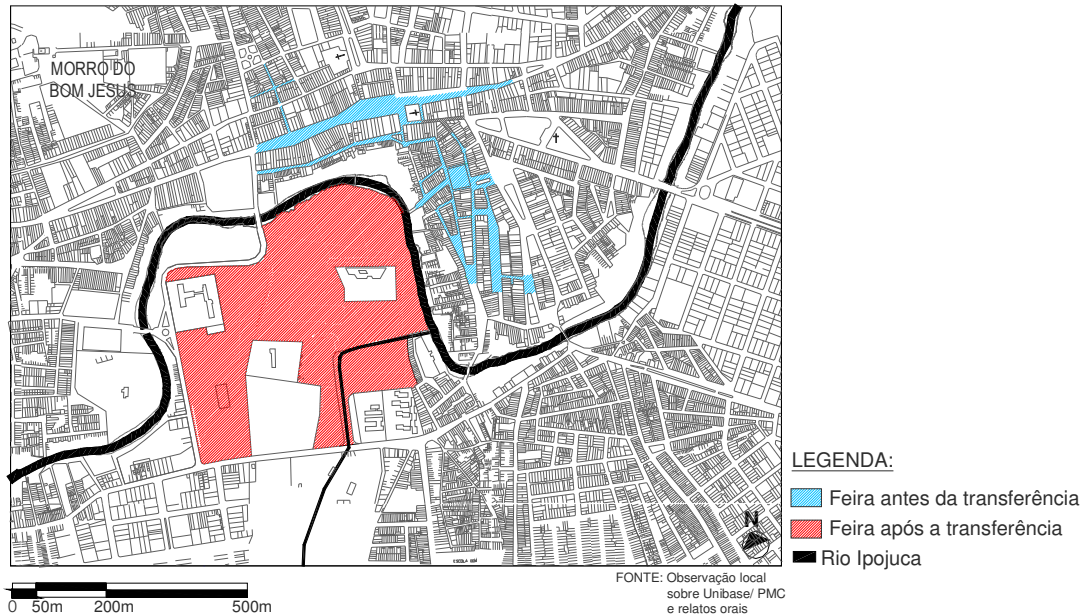 MORRO DO
BOM JESUS
N
ESCOLA
LEGENDA:
Feira antes da transferência
Feira após a transferência
Rio Ipojuca
0 50m 200m 500m
FONTE: Observação local
sobre Unibase/ PMC
e relatos orais